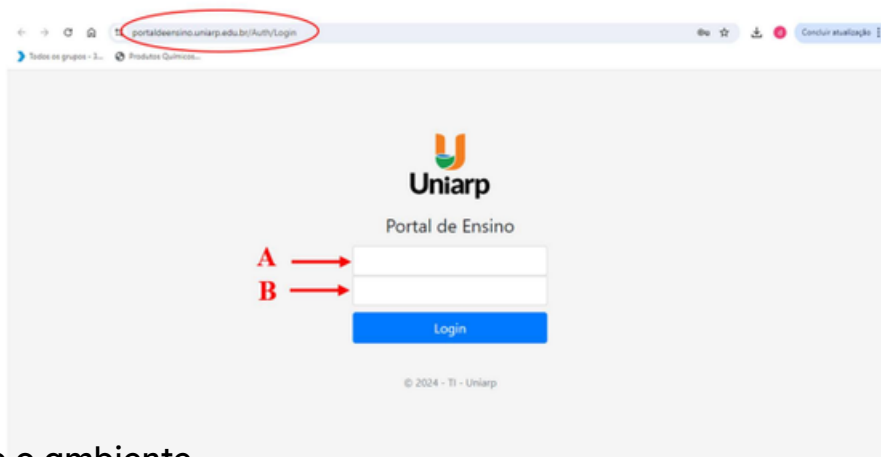 portaldeensino.uniarp.edu.br/Auth/Login
Concluir atualização
Todos os grupos - 3...
Produtos Químicos...
Uniarp
Portal de Ensino
A
B
Login
© 2024 - TI - Uniarp
o ambiente